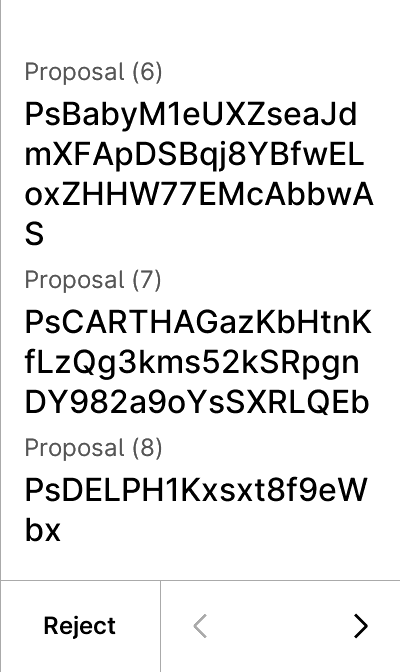 Proposal (6)
PsBabyM1eUXZseaJd
mXFApDSBqj8YBfwEL
oxZHHW77EMcAbbwA
S
Proposal (7)
PsCARTHAGazKbHtnK
fLzQg3kms52kSRpgn
DY982a9oYsSXRLQEb
Proposal (8)
PsDELPH1Kxsxt8f9eW
bx
Reject